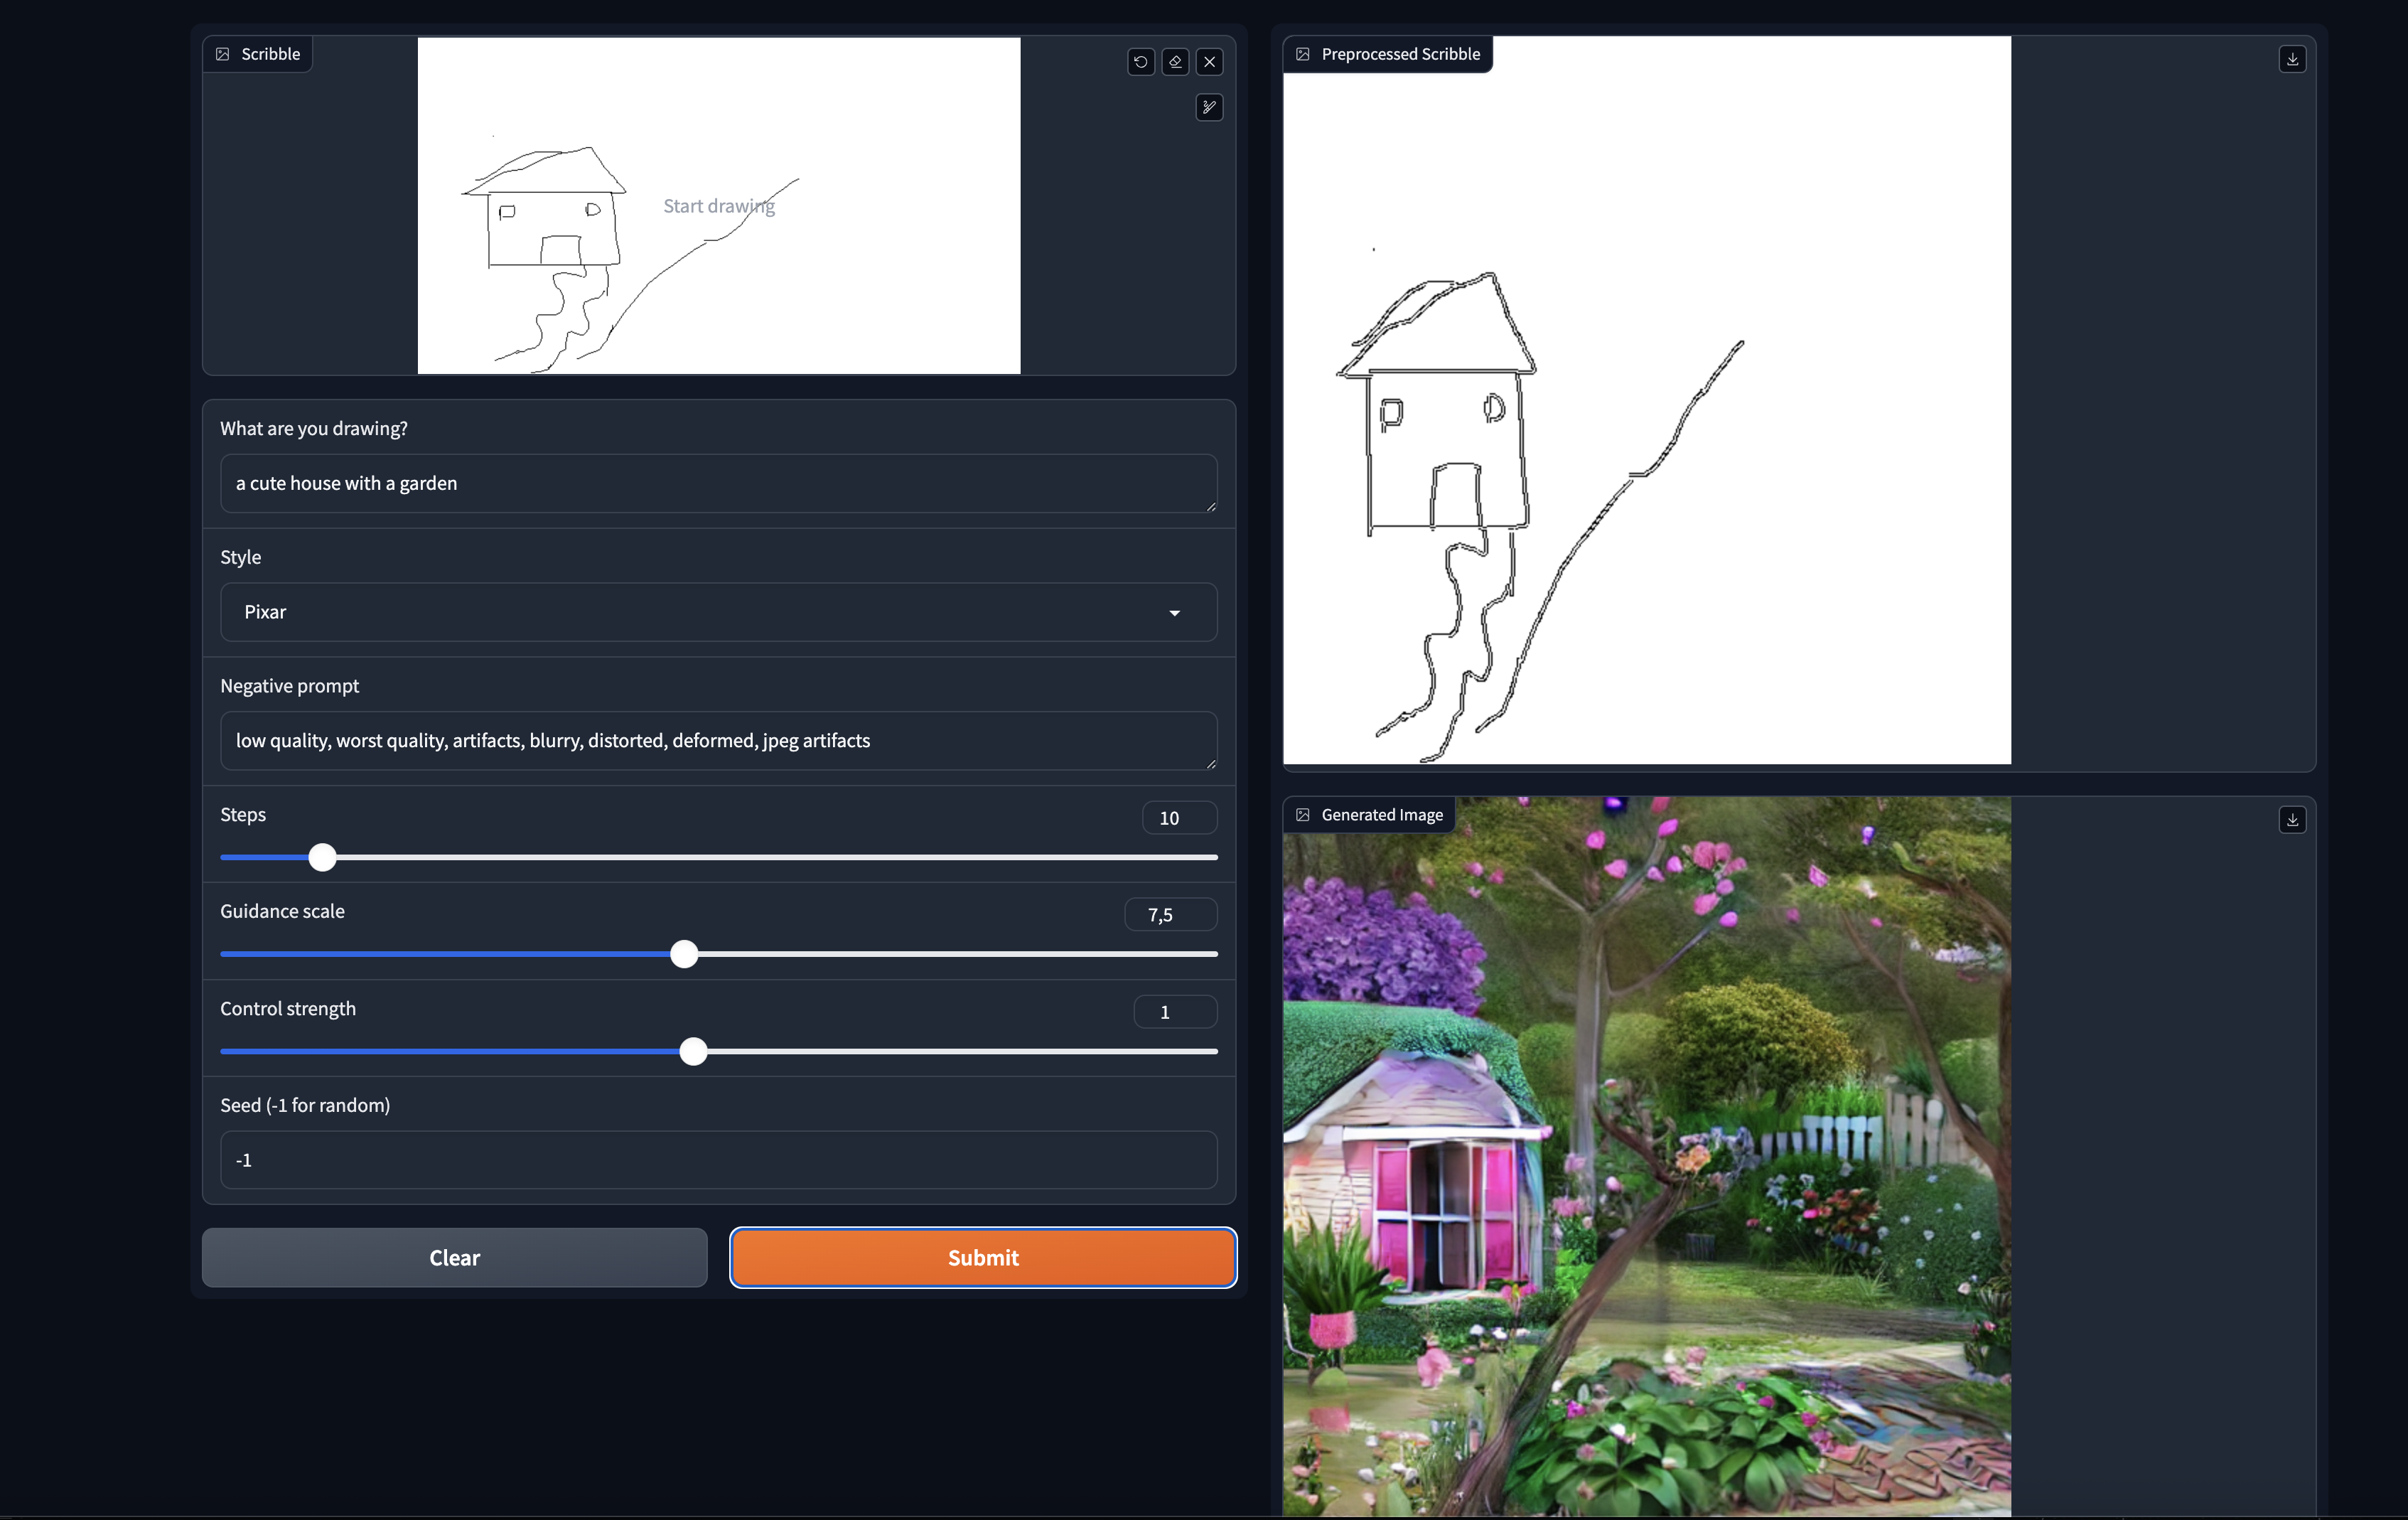 Scribble
Start drawing
What are you drawing?
a cute house with a garden
Style
Pixar
Negative prompt
low quality, worst quality, artifacts, blurry, distorted, deformed, jpeg artifacts
Steps
10
Guidance scale
7,5
Control strength
1
Seed (-1 for random)
-1
Clear
Submit
Preprocessed Scribble
Generated Image